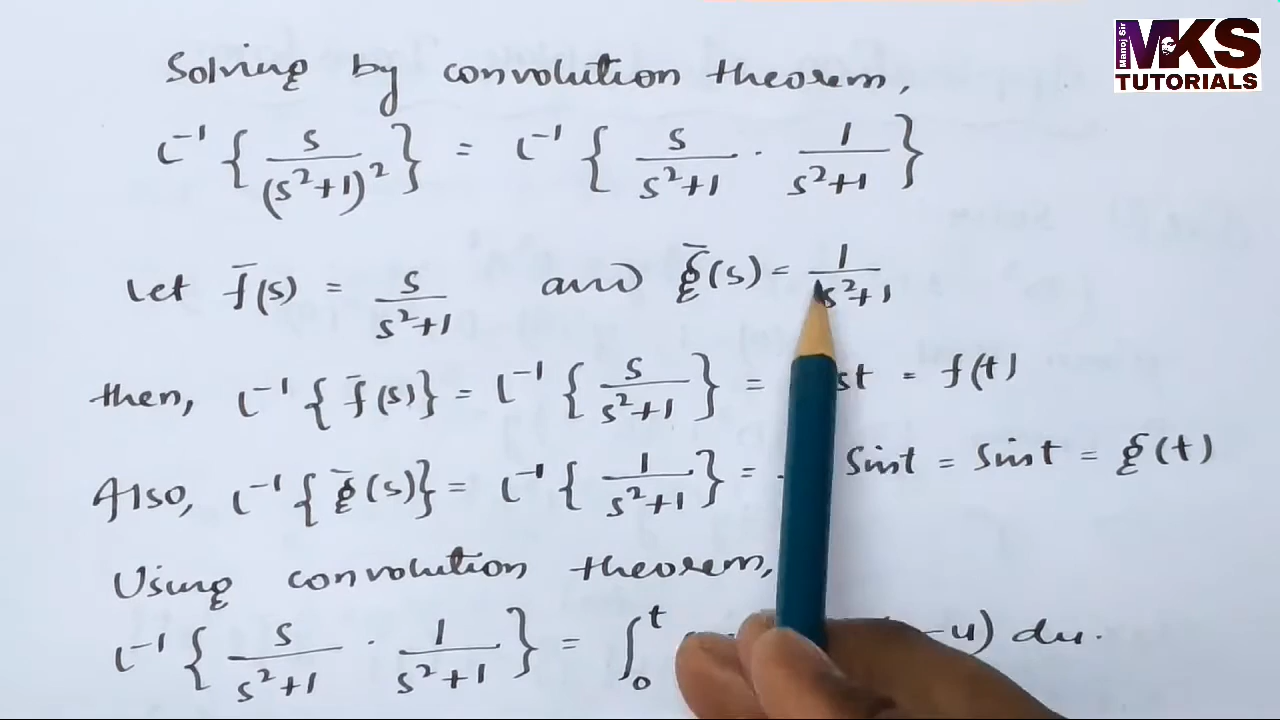 Manoj Sir
MKS
TUTORIALS
Solving by convolution theorem,
L⁻¹ { s / (s²+1)² } = L⁻¹ { s / s²+1 · 1 / s²+1 }
Let f̄(s) = s / s²+1 and ḡ(s) = 1 / s²+1
then, L⁻¹ { f̄(s)} = L⁻¹ { s / s²+1 } = st = f(t)
Also, L⁻¹ { ḡ(s)} = L⁻¹ { 1 / s²+1 } = Sint = Sint = g(t)
Using convolution theorem,
L⁻¹ { s / s²+1 · 1 / s²+1 } = ∫₀ᵗ -u) du.